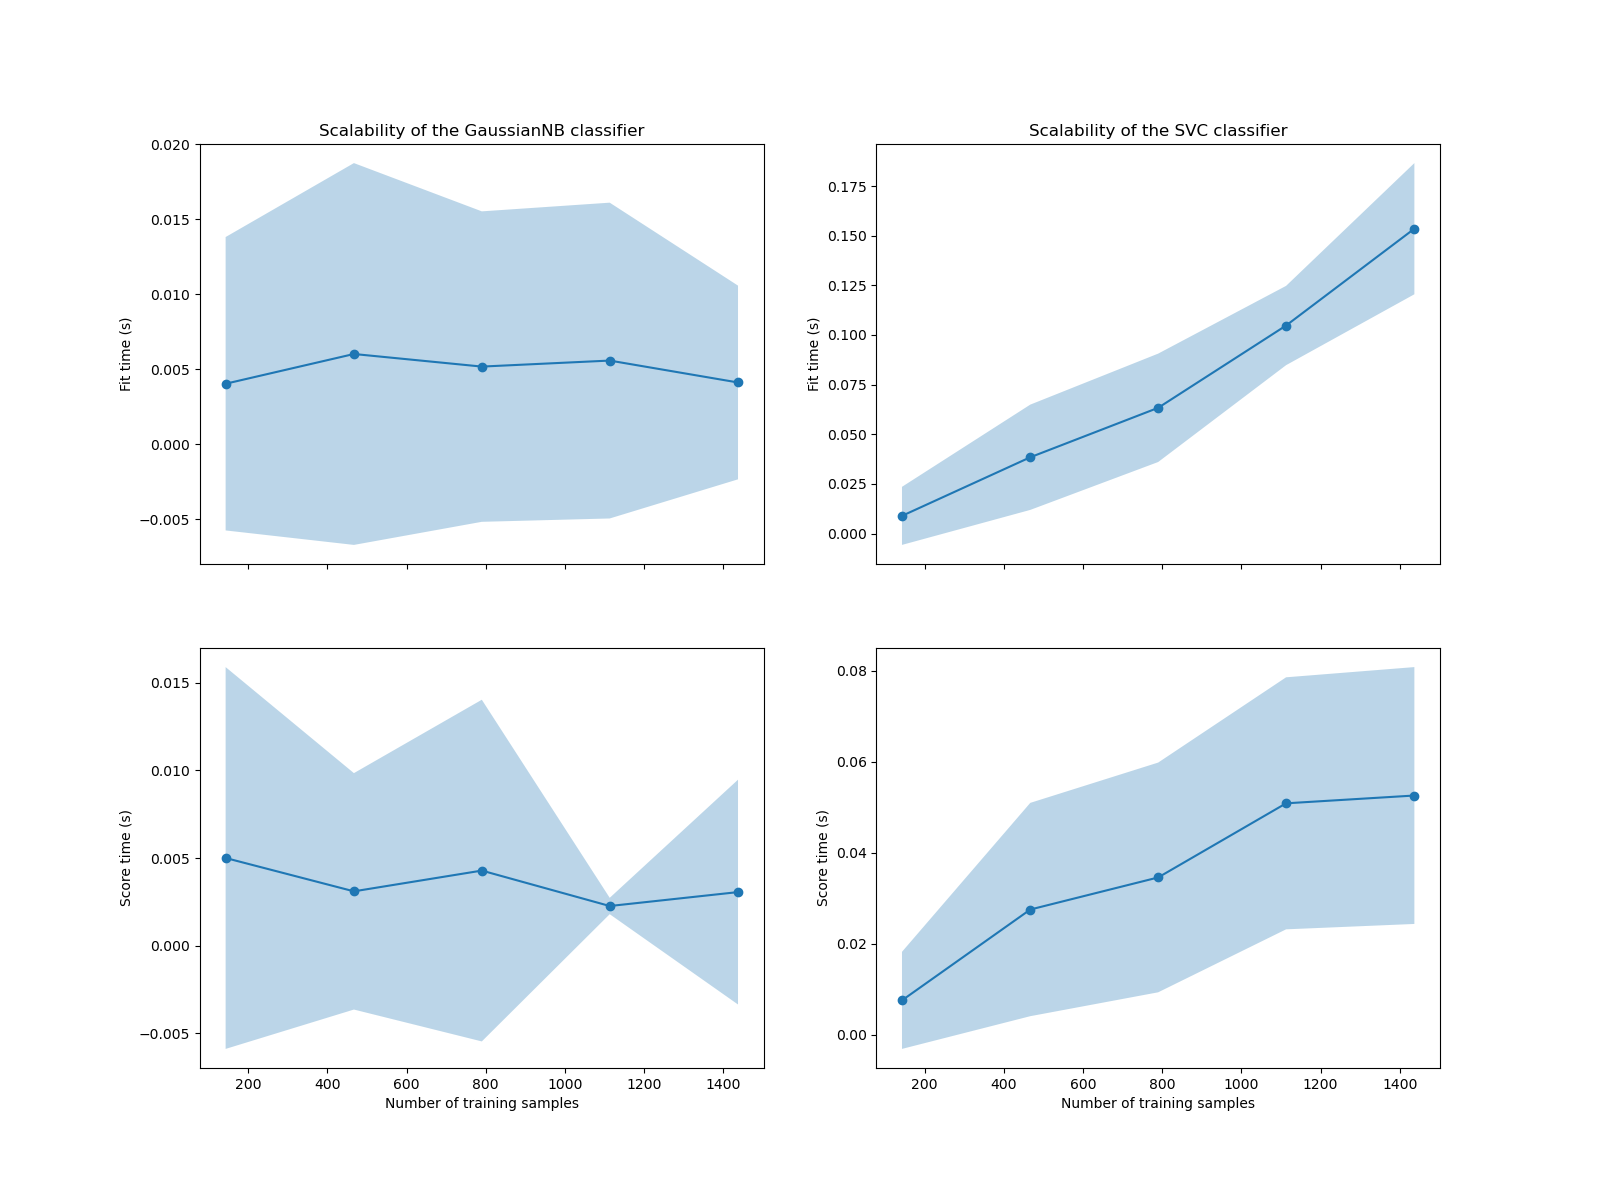 Scalability of the GaussianNB classifier
0.020
0.015
0.010
0.005
0.000
−0.005
Fit time (s)
Scalability of the SVC classifier
0.175
0.150
0.125
0.100
0.075
0.050
0.025
0.000
Fit time (s)
0.015
0.010
0.005
0.000
−0.005
Score time (s)
200 400 600 800 1000 1200 1400
Number of training samples
0.08
0.06
0.04
0.02
0.00
Score time (s)
200 400 600 800 1000 1200 1400
Number of training samples